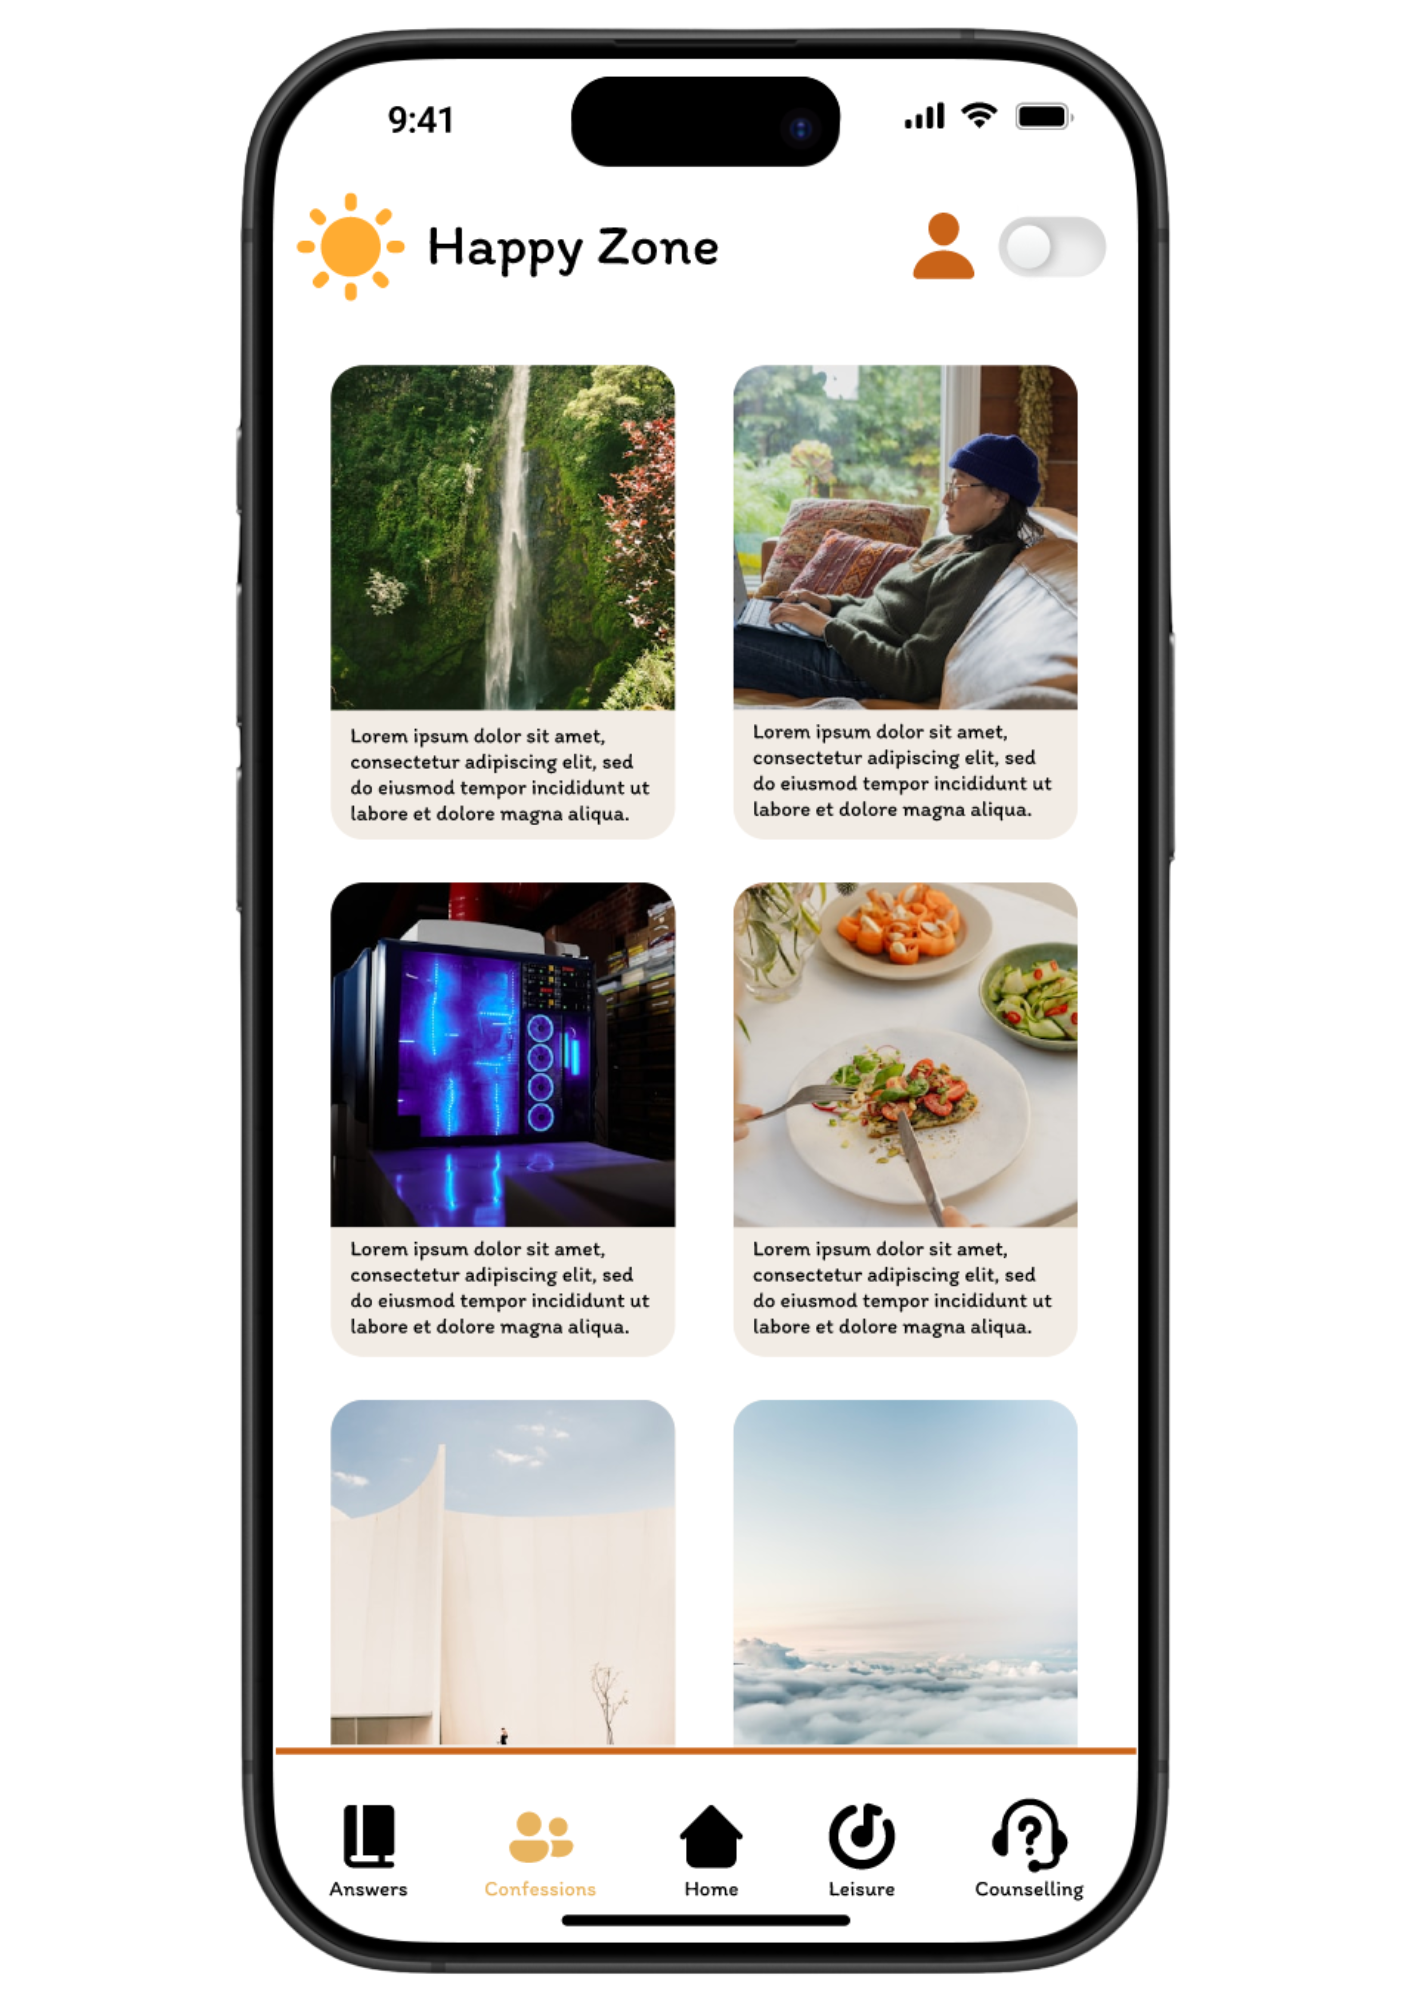 9:41
Happy Zone
Lorem ipsum dolor sit amet,
consectetur adipiscing elit, sed
do eiusmod tempor incididunt ut
labore et dolore magna aliqua.
Lorem ipsum dolor sit amet,
consectetur adipiscing elit, sed
do eiusmod tempor incididunt ut
labore et dolore magna aliqua.
Lorem ipsum dolor sit amet,
consectetur adipiscing elit, sed
do eiusmod tempor incididunt ut
labore et dolore magna aliqua.
Lorem ipsum dolor sit amet,
consectetur adipiscing elit, sed
do eiusmod tempor incididunt ut
labore et dolore magna aliqua.
Answers
Confessions
Home
Leisure
Counselling